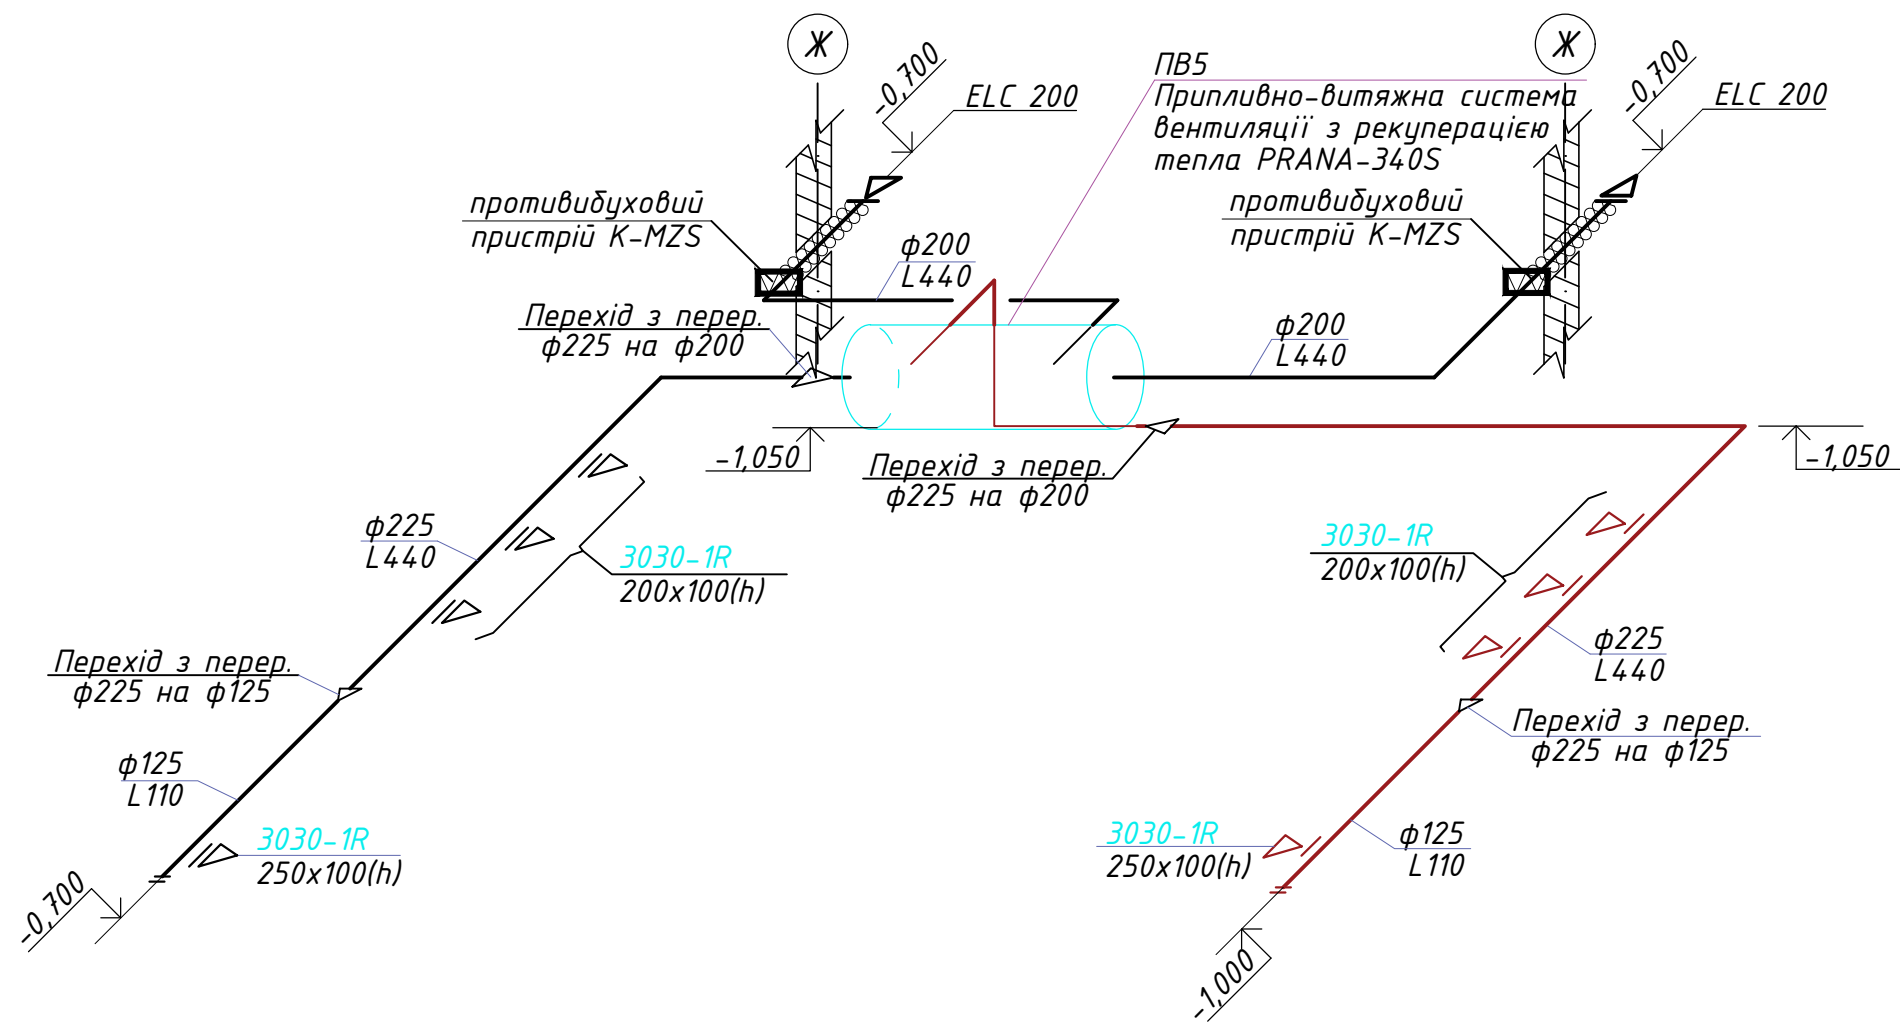 Ж
Ж
-0,700
ELC 200
ПВ5
Припливно-витяжна система
вентиляції з рекуперацією
тепла PRANA-340S
-0,700
ELC 200
противибуховий
пристрій K-MZS
противибуховий
пристрій K-MZS
ф200
L440
Перехід з перер.
ф225 на ф200
ф200
L440
-1,050
Перехід з перер.
ф225 на ф200
-1,050
ф225
L440
3030-1R
200x100(h)
3030-1R
200x100(h)
ф225
L440
Перехід з перер.
ф225 на ф125
Перехід з перер.
ф225 на ф125
ф125
L110
3030-1R
250x100(h)
3030-1R
250x100(h)
ф125
L110
-0,700
-1,000